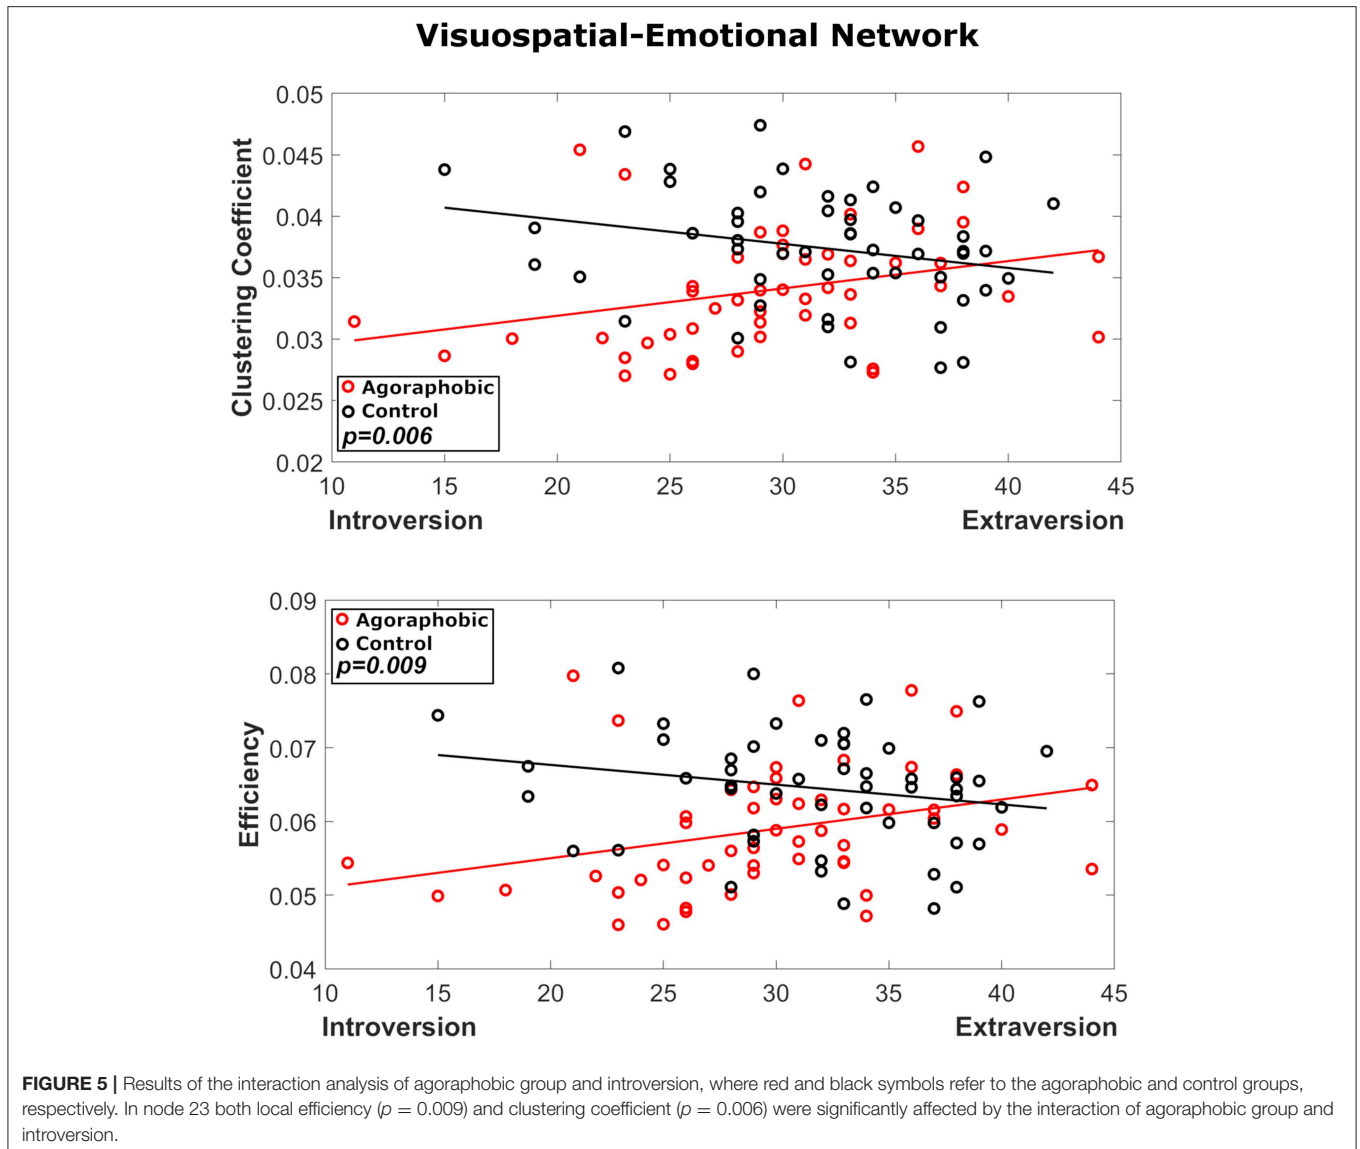 Visuospatial-Emotional Network
0.05
0.045
0.04
0.035
0.03
0.025
0.02
Clustering Coefficient
Agoraphobic
Control
p=0.006
10 15 20 25 30 35 40 45
Introversion Extraversion
0.09
0.08
0.07
0.06
0.05
0.04
Efficiency
Agoraphobic
Control
p=0.009
10 15 20 25 30 35 40 45
Introversion Extraversion
FIGURE 5 | Results of the interaction analysis of agoraphobic group and introversion, where red and black symbols refer to the agoraphobic and control groups,
respectively. In node 23 both local efficiency (p = 0.009) and clustering coefficient (p = 0.006) were significantly affected by the interaction of agoraphobic group and
introversion.